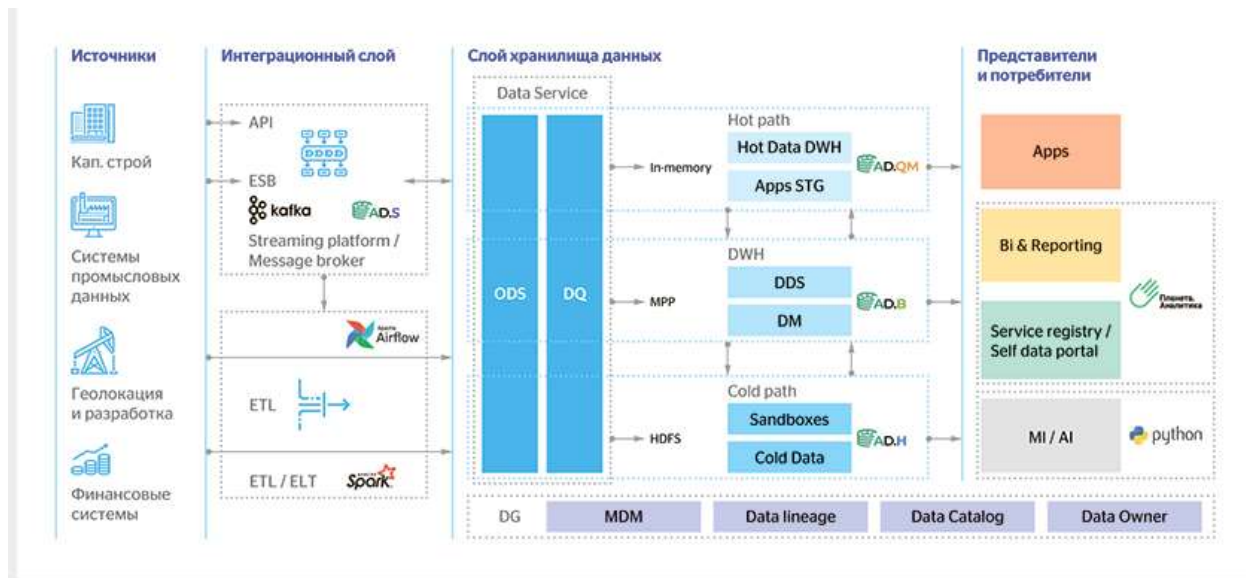 Источники
Интеграционный слой
Слой хранилища данных
Представители
и потребители
Кап. строй
Системы
промысловых
данных
Геолокация
и разработка
Финансовые
системы
API
ESB
kafka
AD.S
Streaming platform /
Message broker
Airflow
ETL
ETL / ELT
Spark
Data Service
ODS
DQ
In-memory
MPP
HDFS
Hot path
Hot Data DWH
Apps STG
AD.QM
DWH
DDS
DM
AD.B
Cold path
Sandboxes
Cold Data
AD.H
Apps
Bi & Reporting
Service registry /
Self data portal
Планета.
Аналитика
MI / AI
python
DG
MDM
Data lineage
Data Catalog
Data Owner